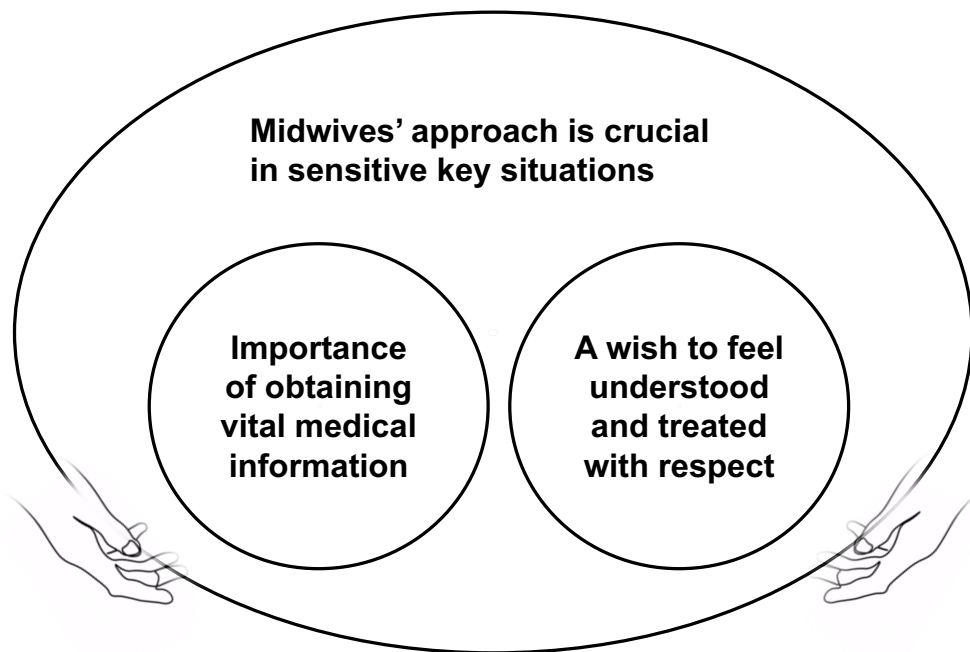 Midwives’ approach is crucial
in sensitive key situations
Importance
of obtaining
vital medical
information
A wish to feel
understood
and treated
with respect